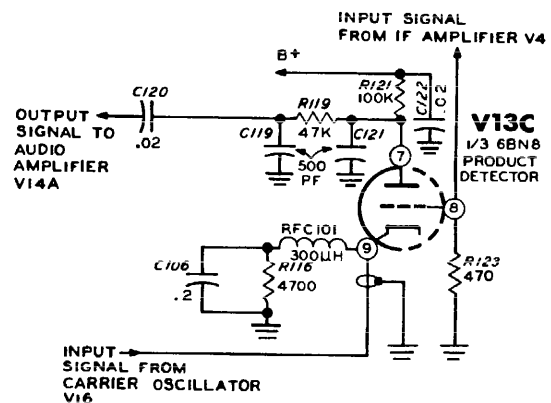 INPUT SIGNAL
FROM IF AMPLIFIER V4
B+
C120
R121
100K
C122
.02
OUTPUT
SIGNAL TO
AUDIO
AMPLIFIER
V14A
.02
R119
47K
C119
C121
500
PF
V13C
1/3 6BN8
PRODUCT
DETECTOR
7
8
9
RFC101
300µH
C106
.2
R116
4700
R123
470
INPUT
SIGNAL FROM
CARRIER OSCILLATOR
V16